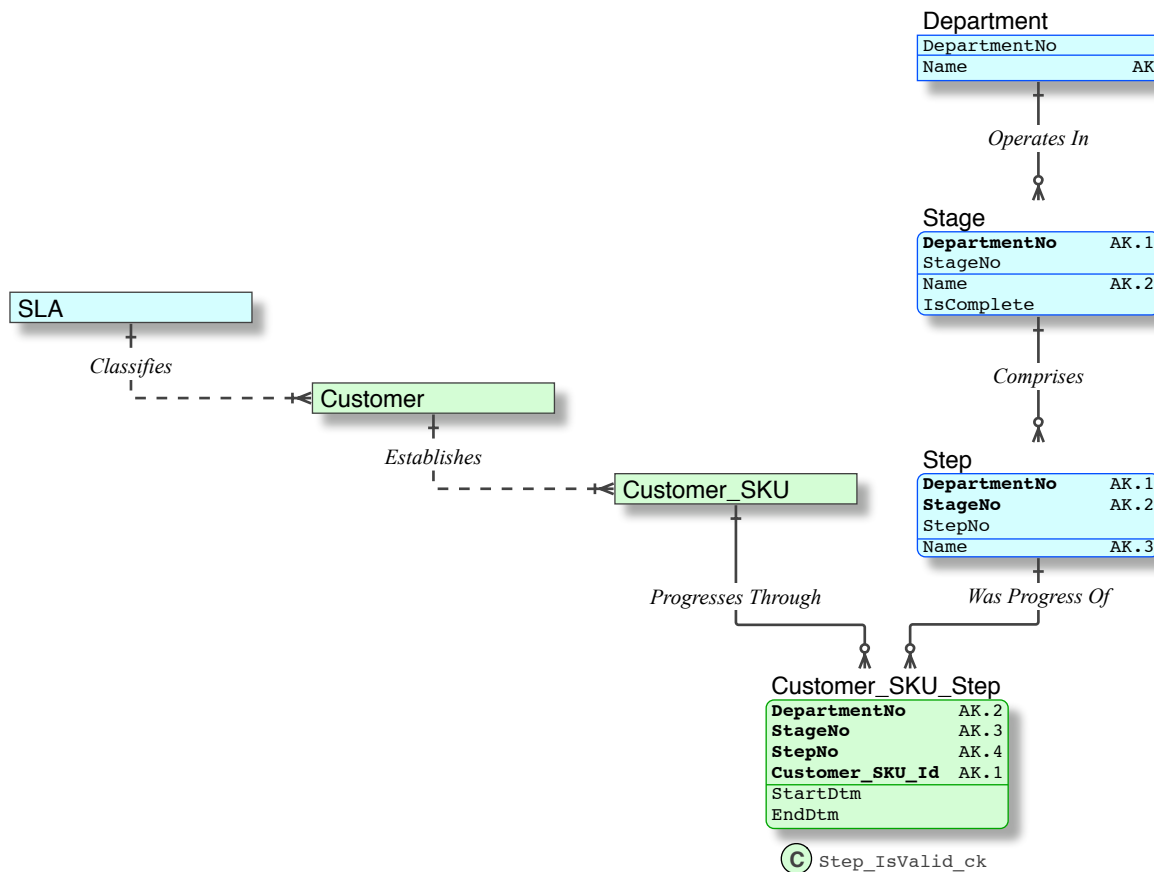 Department
DepartmentNo
Name AK
Operates In
Stage
DepartmentNo AK.1
StageNo
Name AK.2
IsComplete
SLA
Classifies
Comprises
Customer
Establishes
Step
DepartmentNo AK.1
StageNo AK.2
StepNo
Name AK.3
Customer_SKU
Progresses Through
Was Progress Of
Customer_SKU_Step
DepartmentNo AK.2
StageNo AK.3
StepNo AK.4
Customer_SKU_Id AK.1
StartDtm
EndDtm
C Step_IsValid_ck